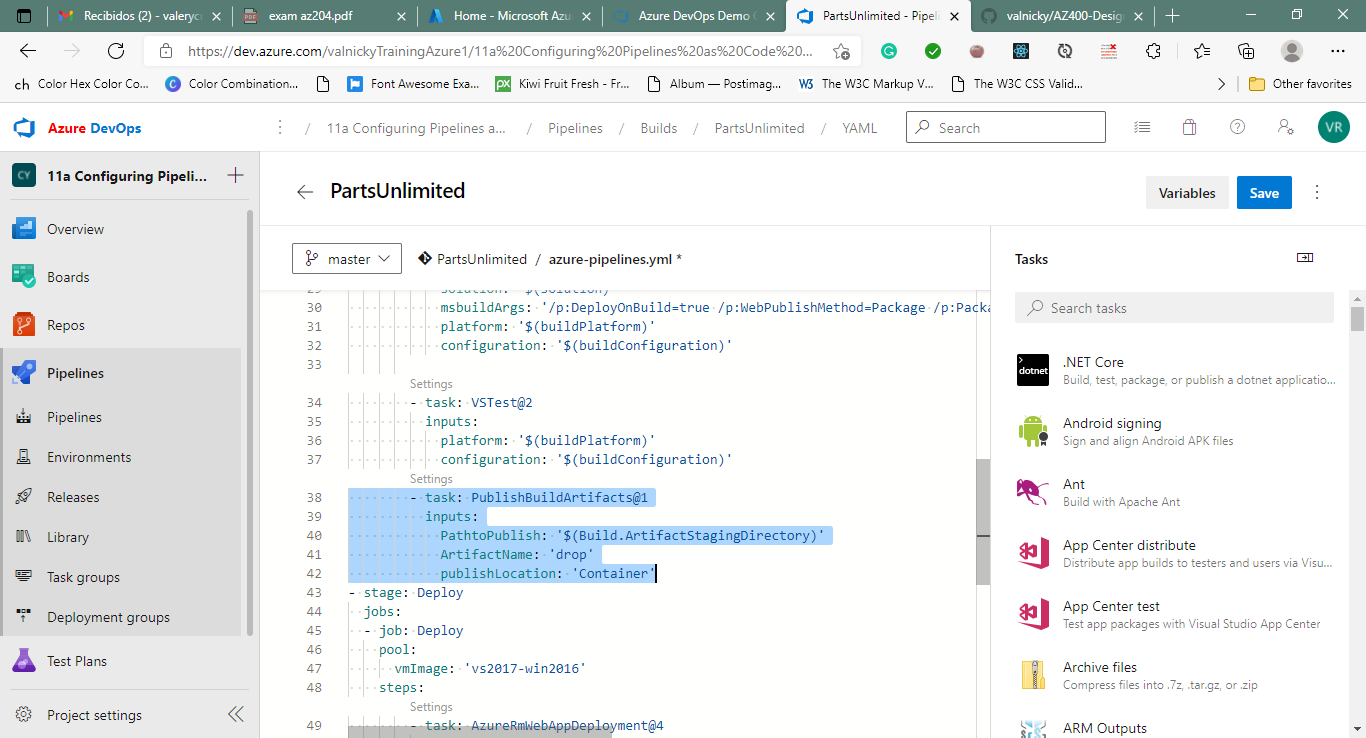 Recibidos (2) - valeryc
exam az204.pdf
Home - Microsoft Azu
Azure DevOps Demo
PartsUnlimited - Pipeli
valnicky/AZ400-Desig
https://dev.azure.com/valnickyTrainingAzure1/11a%20Configuring%20Pipelines%20as%20Code%20...
ch Color Hex Color Co...
Color Combination...
Font Awesome Exa...
Kiwi Fruit Fresh - Fr...
Album — Postimag...
The W3C Markup V...
The W3C CSS Valid...
Other favorites
Azure DevOps
/ 11a Configuring Pipelines a... / Pipelines / Builds / PartsUnlimited / YAML
Search
VR
CY 11a Configuring Pipeli...
Overview
Boards
Repos
Pipelines
Pipelines
Environments
Releases
Library
Task groups
Deployment groups
Test Plans
Project settings
PartsUnlimited
Variables
Save
master
PartsUnlimited / azure-pipelines.yml *
29 solution: '$(solution)'
30 msbuildArgs: '/p:DeployOnBuild=true /p:WebPublishMethod=Package /p:Packa
31 platform: '$(buildPlatform)'
32 configuration: '$(buildConfiguration)'
33
Settings
34 - task: VSTest@2
35 inputs:
36 platform: '$(buildPlatform)'
37 configuration: '$(buildConfiguration)'
Settings
38 - task: PublishBuildArtifacts@1
39 inputs:
40 PathtoPublish: '$(Build.ArtifactStagingDirectory)'
41 ArtifactName: 'drop'
42 publishLocation: 'Container'
43 - stage: Deploy
44 jobs:
45 - job: Deploy
46 pool:
47 vmImage: 'vs2017-win2016'
48 steps:
Settings
49 - task: AzureRmWebAppDeployment@4
Tasks
Search tasks
dotnet
.NET Core
Build, test, package, or publish a dotnet applicatio...
Android signing
Sign and align Android APK files
Ant
Build with Apache Ant
App Center distribute
Distribute app builds to testers and users via Visu...
App Center test
Test app packages with Visual Studio App Center
Archive files
Compress files into .7z, .tar.gz, or .zip
ARM Outputs